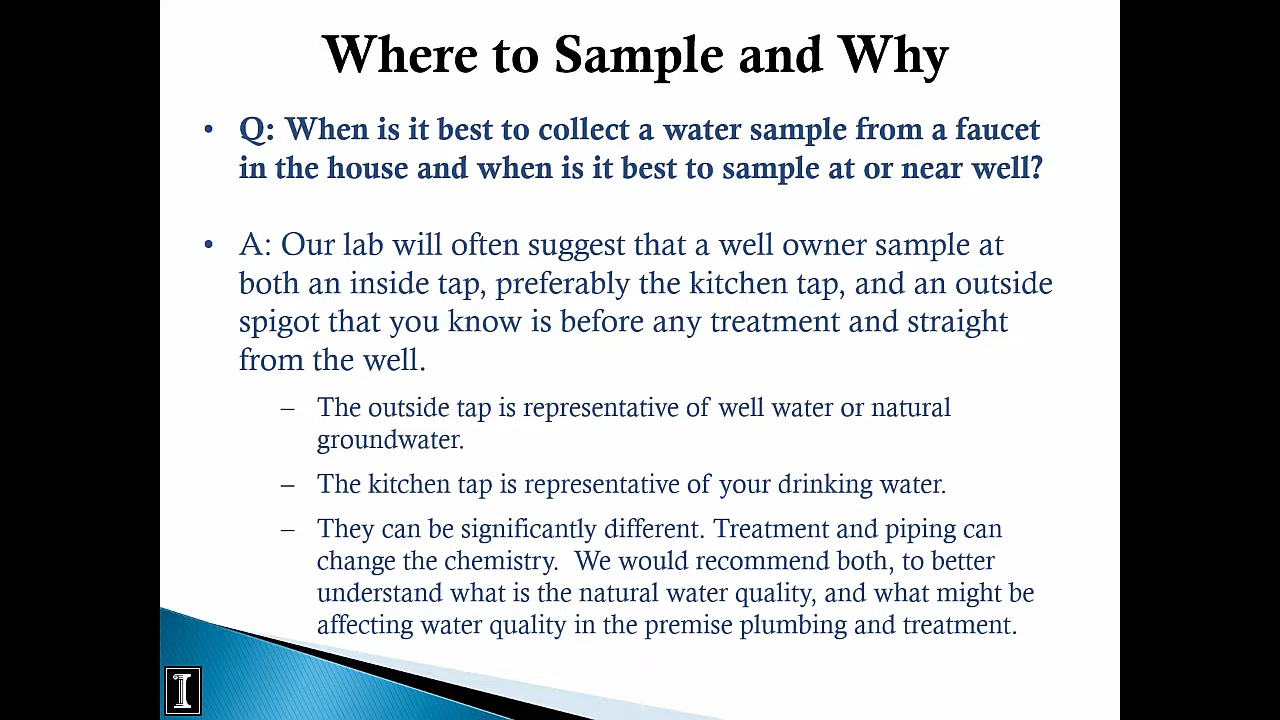 Where to Sample and Why
• Q: When is it best to collect a water sample from a faucet
in the house and when is it best to sample at or near well?
• A: Our lab will often suggest that a well owner sample at
both an inside tap, preferably the kitchen tap, and an outside
spigot that you know is before any treatment and straight
from the well.
– The outside tap is representative of well water or natural
groundwater.
– The kitchen tap is representative of your drinking water.
– They can be significantly different. Treatment and piping can
change the chemistry.  We would recommend both, to better
understand what is the natural water quality, and what might be
affecting water quality in the premise plumbing and treatment.
I